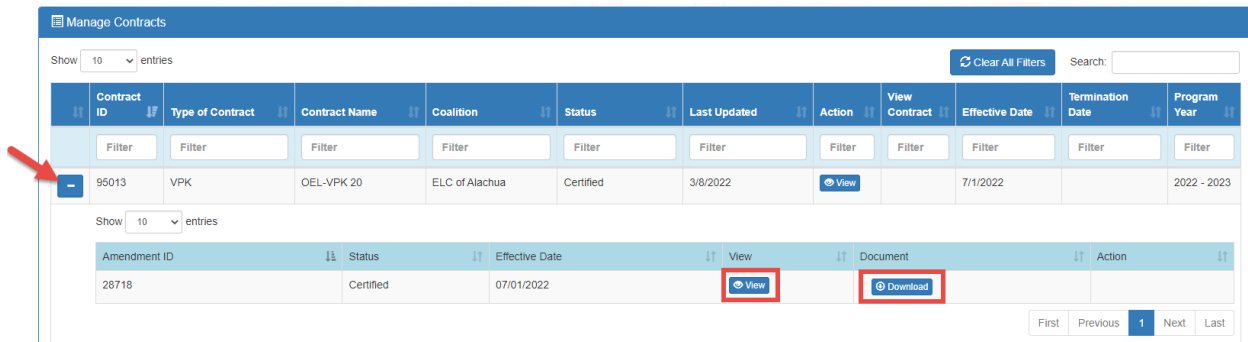 Manage Contracts
Show 10 entries Clear All Filters Search:
Contract ID Type of Contract Contract Name Coalition Status Last Updated Action View Contract Effective Date Termination Date Program Year
Filter Filter Filter Filter Filter Filter Filter Filter Filter Filter Filter
95013 VPK OEL-VPK 20 ELC of Alachua Certified 3/8/2022 View 7/1/2022 2022 - 2023
Show 10 entries
Amendment ID Status Effective Date View Document Action
28718 Certified 07/01/2022 View Download
First Previous 1 Next Last